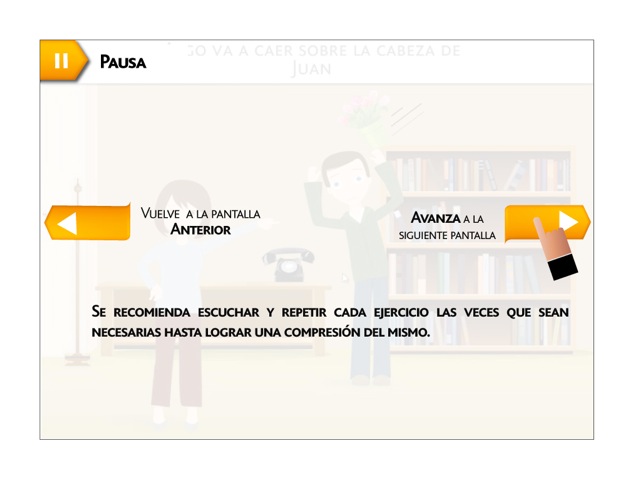 Pausa
GO VA A CAER SOBRE LA CABEZA DE
JUAN
VUELVE A LA PANTALLA
ANTERIOR
AVANZA A LA
SIGUIENTE PANTALLA
SE RECOMIENDA ESCUCHAR Y REPETIR CADA EJERCICIO LAS VECES QUE SEAN
NECESARIAS HASTA LOGRAR UNA COMPRESIÓN DEL MISMO.